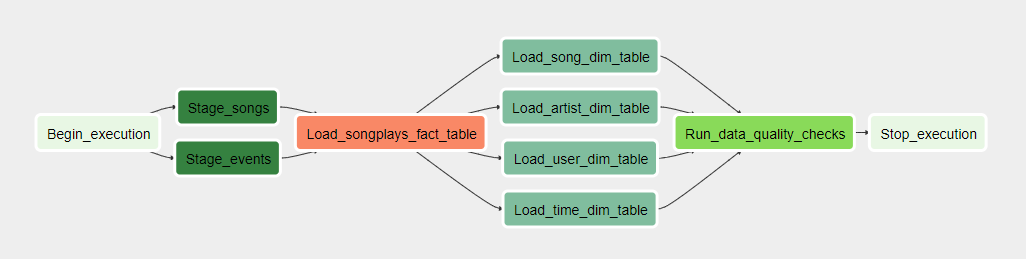 Begin_execution
Stage_songs
Stage_events
Load_songplays_fact_table
Load_song_dim_table
Load_artist_dim_table
Load_user_dim_table
Load_time_dim_table
Run_data_quality_checks
Stop_execution